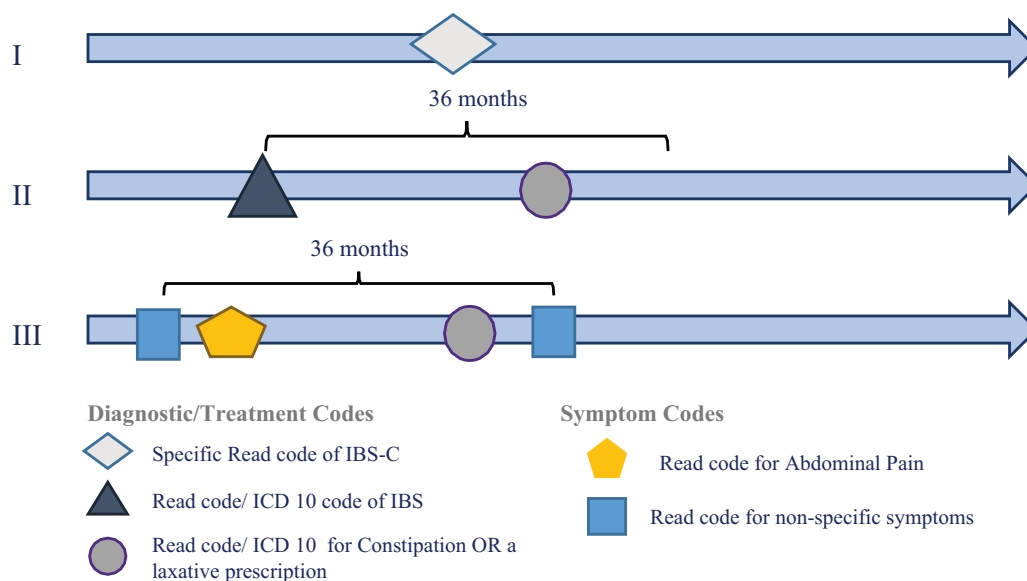 I
36 months
II
36 months
III
Diagnostic/Treatment Codes
Specific Read code of IBS-C
Read code/ ICD 10 code of IBS
Read code/ ICD 10  for Constipation OR a
laxative prescription
Symptom Codes
Read code for Abdominal Pain
Read code for non-specific symptoms